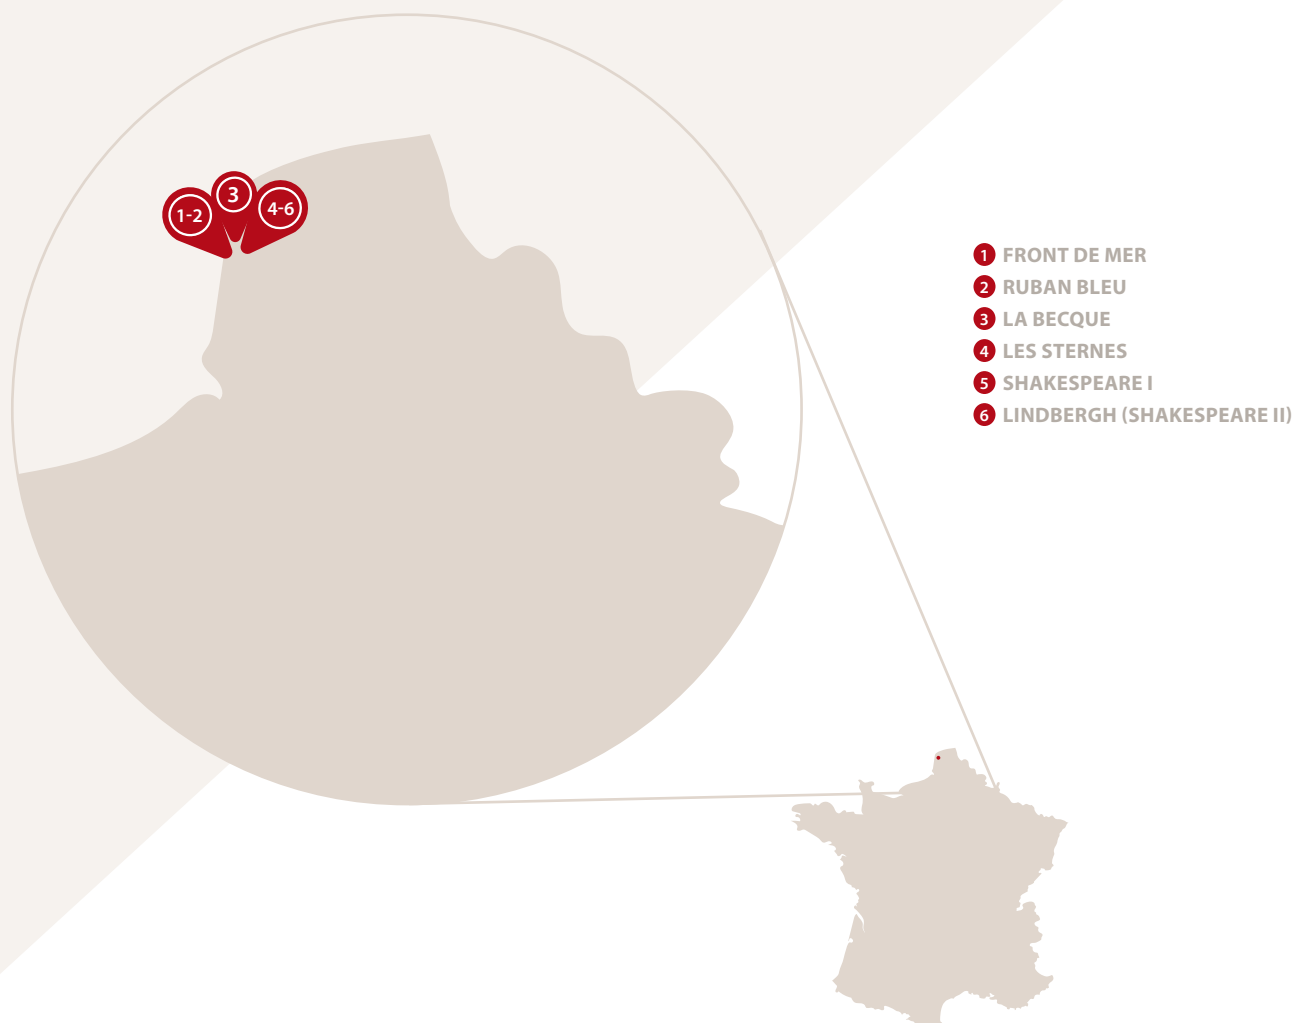 3
1-2
4-6
1 FRONT DE MER
2 RUBAN BLEU
3 LA BECQUE
4 LES STERNES
5 SHAKESPEARE I
6 LINDBERGH (SHAKESPEARE II)